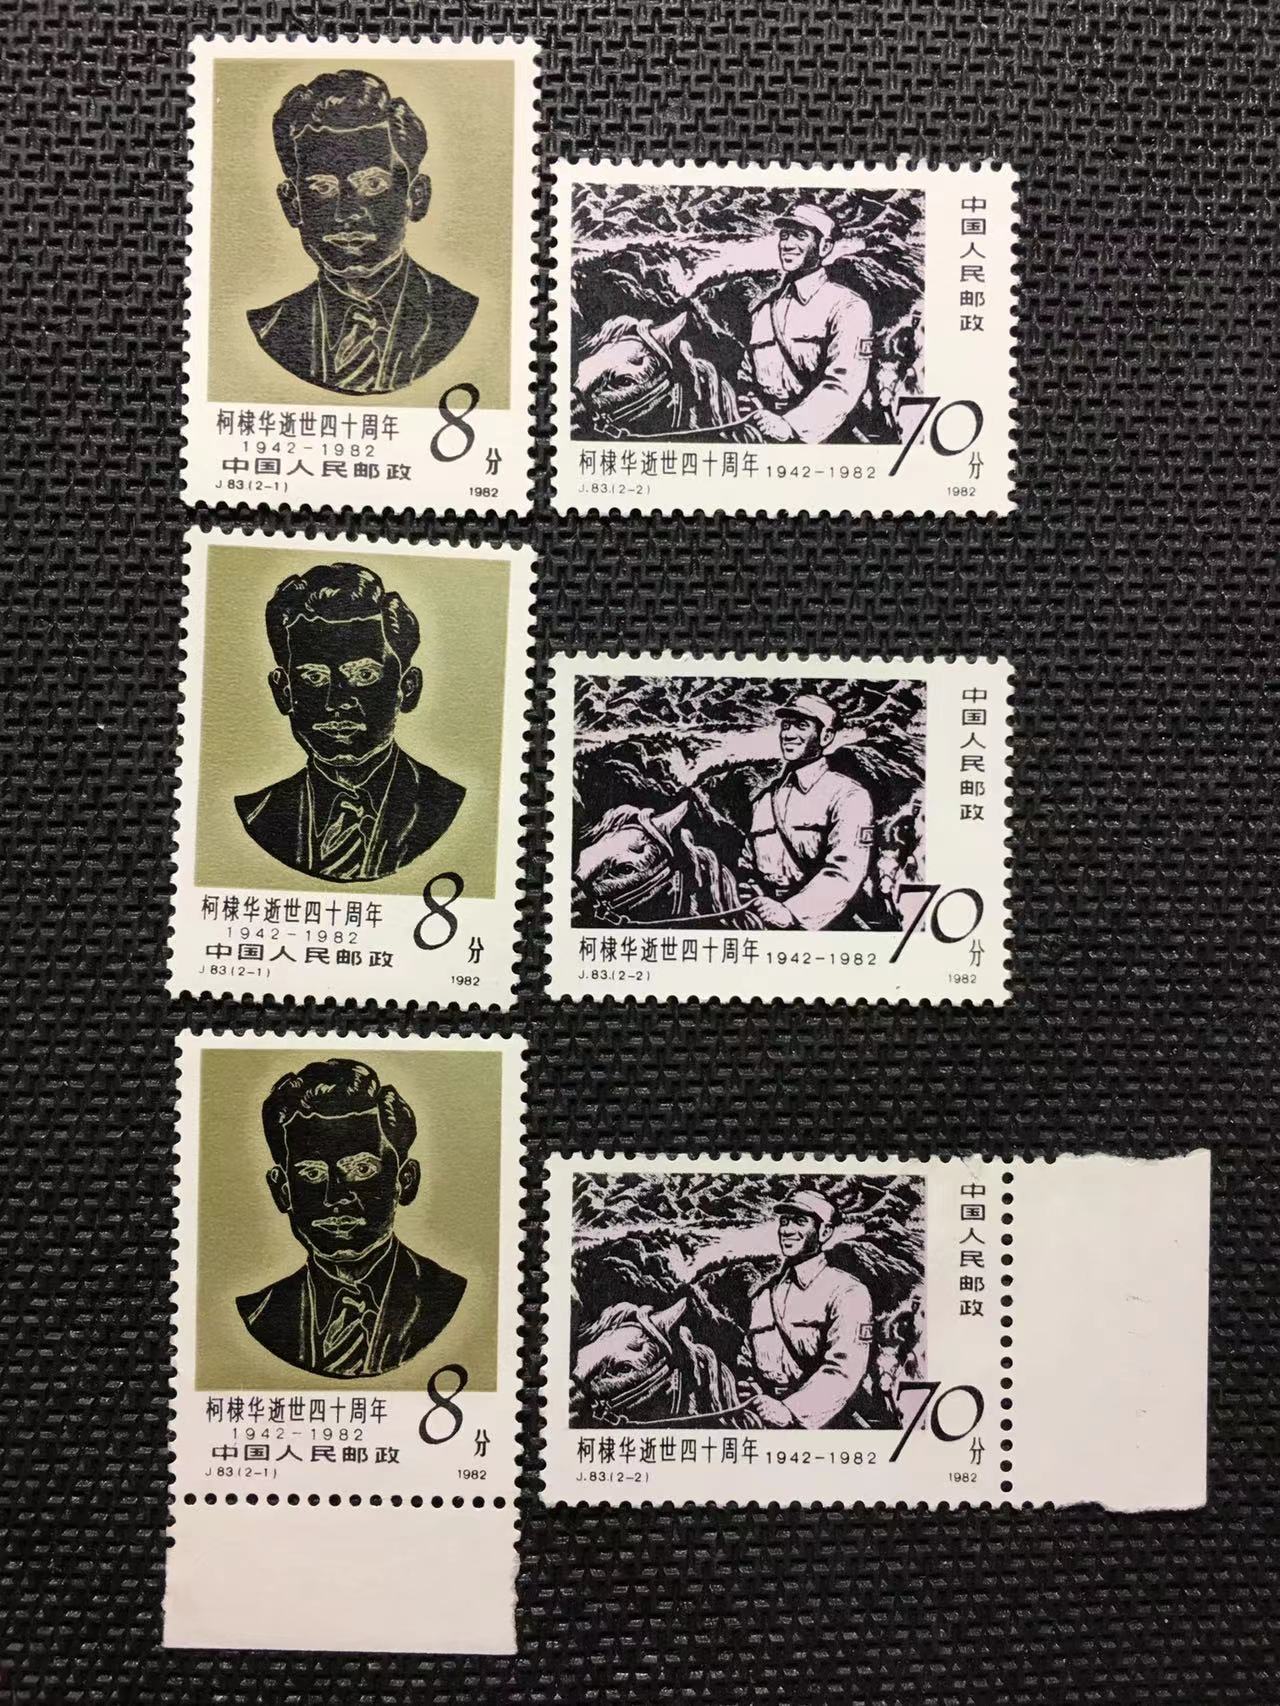 柯棣华逝世四十周年
1942-1982
中国人民邮政
8分
J.83.(2-1)
1982
中国人民邮政
70分
柯棣华逝世四十周年 1942-1982
J.83.(2-2)
1982
柯棣华逝世四十周年
1942-1982
中国人民邮政
8分
J.83(2-1)
1982
中国人民邮政
70分
柯棣华逝世四十周年 1942-1982
J.83.(2-2)
1982
柯棣华逝世四十周年
1942-1982
中国人民邮政
8分
J.83(2-1)
1982
中国人民邮政
70分
柯棣华逝世四十周年 1942-1982
J.83.(2-2)
1982